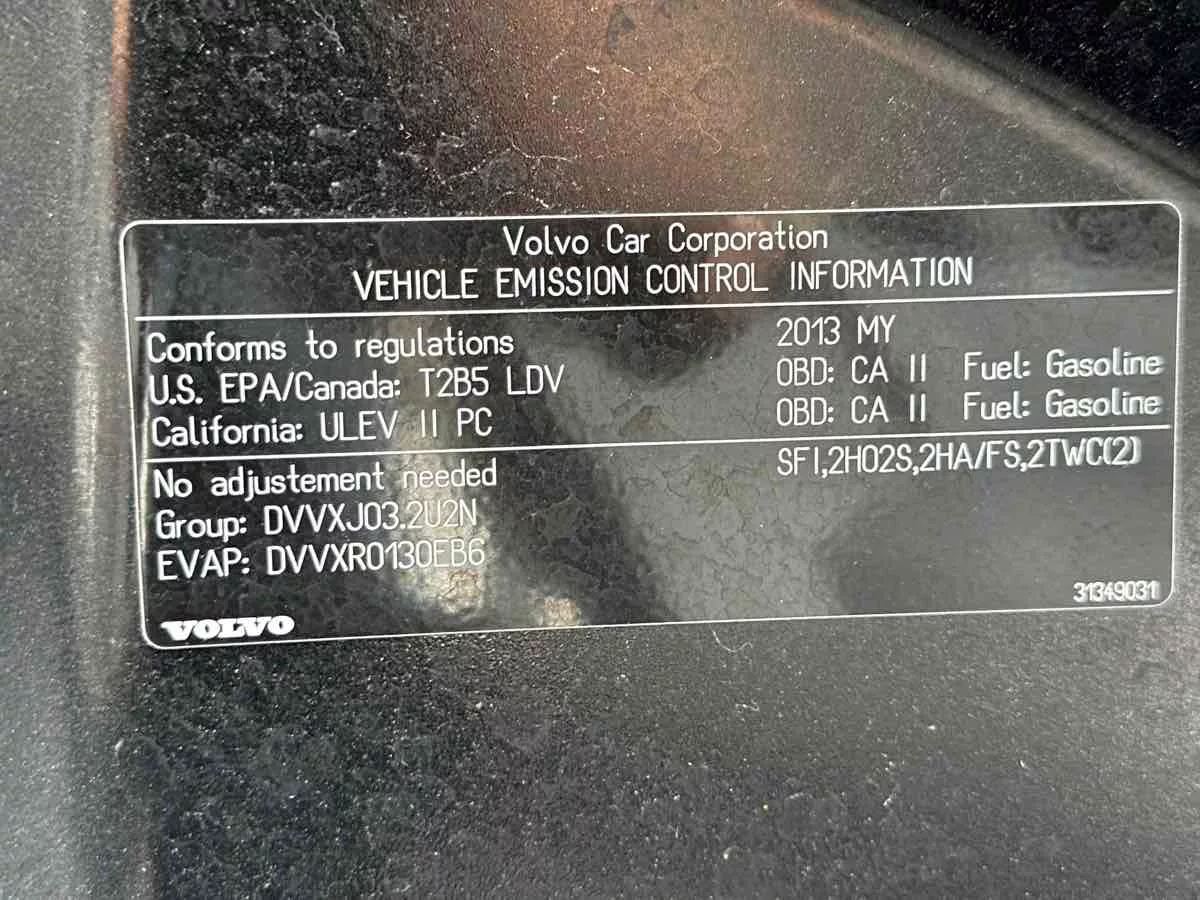 Volvo Car Corporation
VEHICLE EMISSION CONTROL INFORMATION
Conforms to regulations 2013 MY
U.S. EPA/Canada: T2B5 LDV OBD: CA II Fuel: Gasoline
California: ULEV II PC OBD: CA II Fuel: Gasoline
No adjustement needed SFI,2HO2S,2HA/FS,2TWC(2)
Group: DVVXJ03.2U2N
EVAP: DVVXR0130EB6
31349031
VOLVO